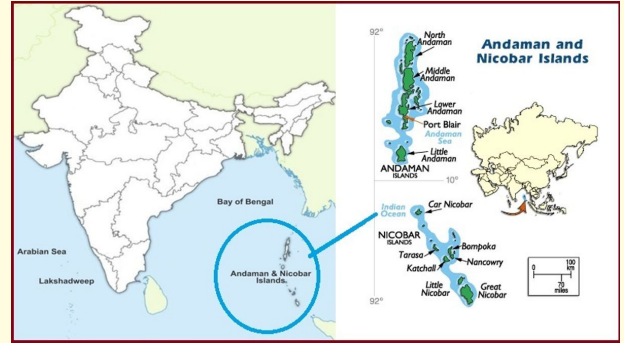 Bay of Bengal
Arabian Sea
Lakshadweep
Andaman & Nicobar
Islands
92°
North
Andaman
Middle
Andaman
Lower
Andaman
Port Blair
Andaman
Sea
Little
Andaman
ANDAMAN
ISLANDS
10°
Indian
Ocean
Car Nicobar
NICOBAR
ISLANDS
Bompoka
Tarasa
Nancowry
Katchall
Little
Nicobar
Great
Nicobar
92°
Andaman and
Nicobar Islands
0
100
km
70
miles